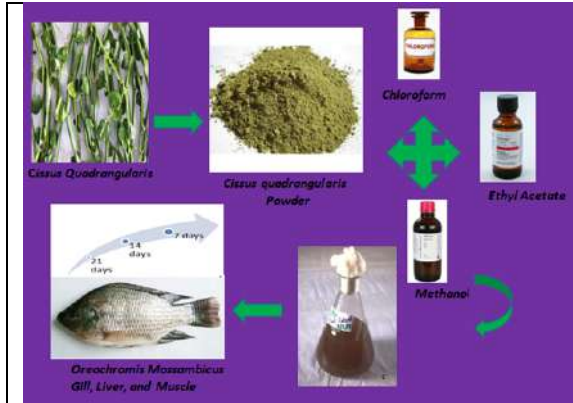 CHLOROFORM
Chloroform
Cissus Quadrangularis
Cissus quadrangularis
Powder
Ethyl Acetate
Methanol
7 days
14
days
21
days
Oreochromis Mossambicus
Gill, Liver, and Muscle